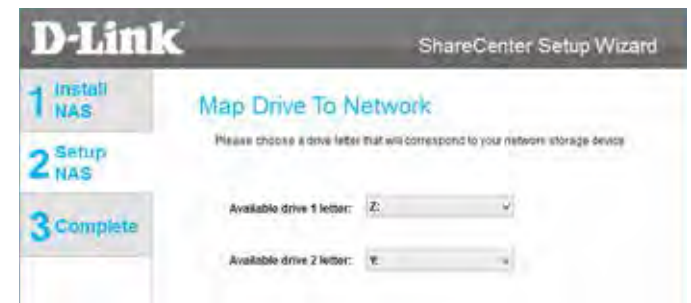 D-Link
ShareCenter Setup Wizard
1 Install
NAS
Map Drive To Network
Please choose a drive letter that will correspond to your network storage device
2 Setup
NAS
Available drive 1 letter: Z:
3 Complete
Available drive 2 letter: Y: